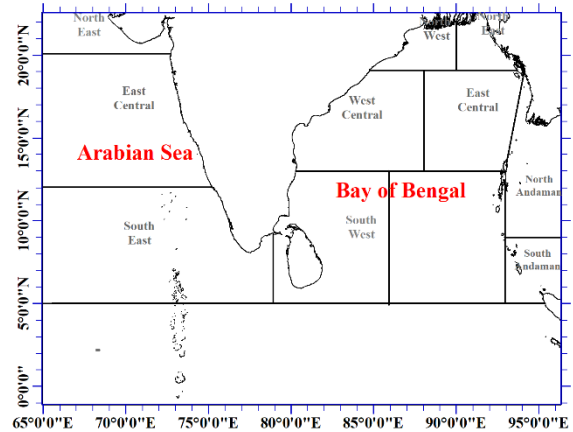 North
East
North
West
North
East
20°0'0"N
East
Central
West
Central
East
Central
Arabian Sea
15°0'0"N
North
Andaman
Bay of Bengal
10°0'0"N
South
East
South
West
South
Andaman
5°0'0"N
0°0'0"
65°0'0"E
70°0'0"E
75°0'0"E
80°0'0"E
85°0'0"E
90°0'0"E
95°0'0"E